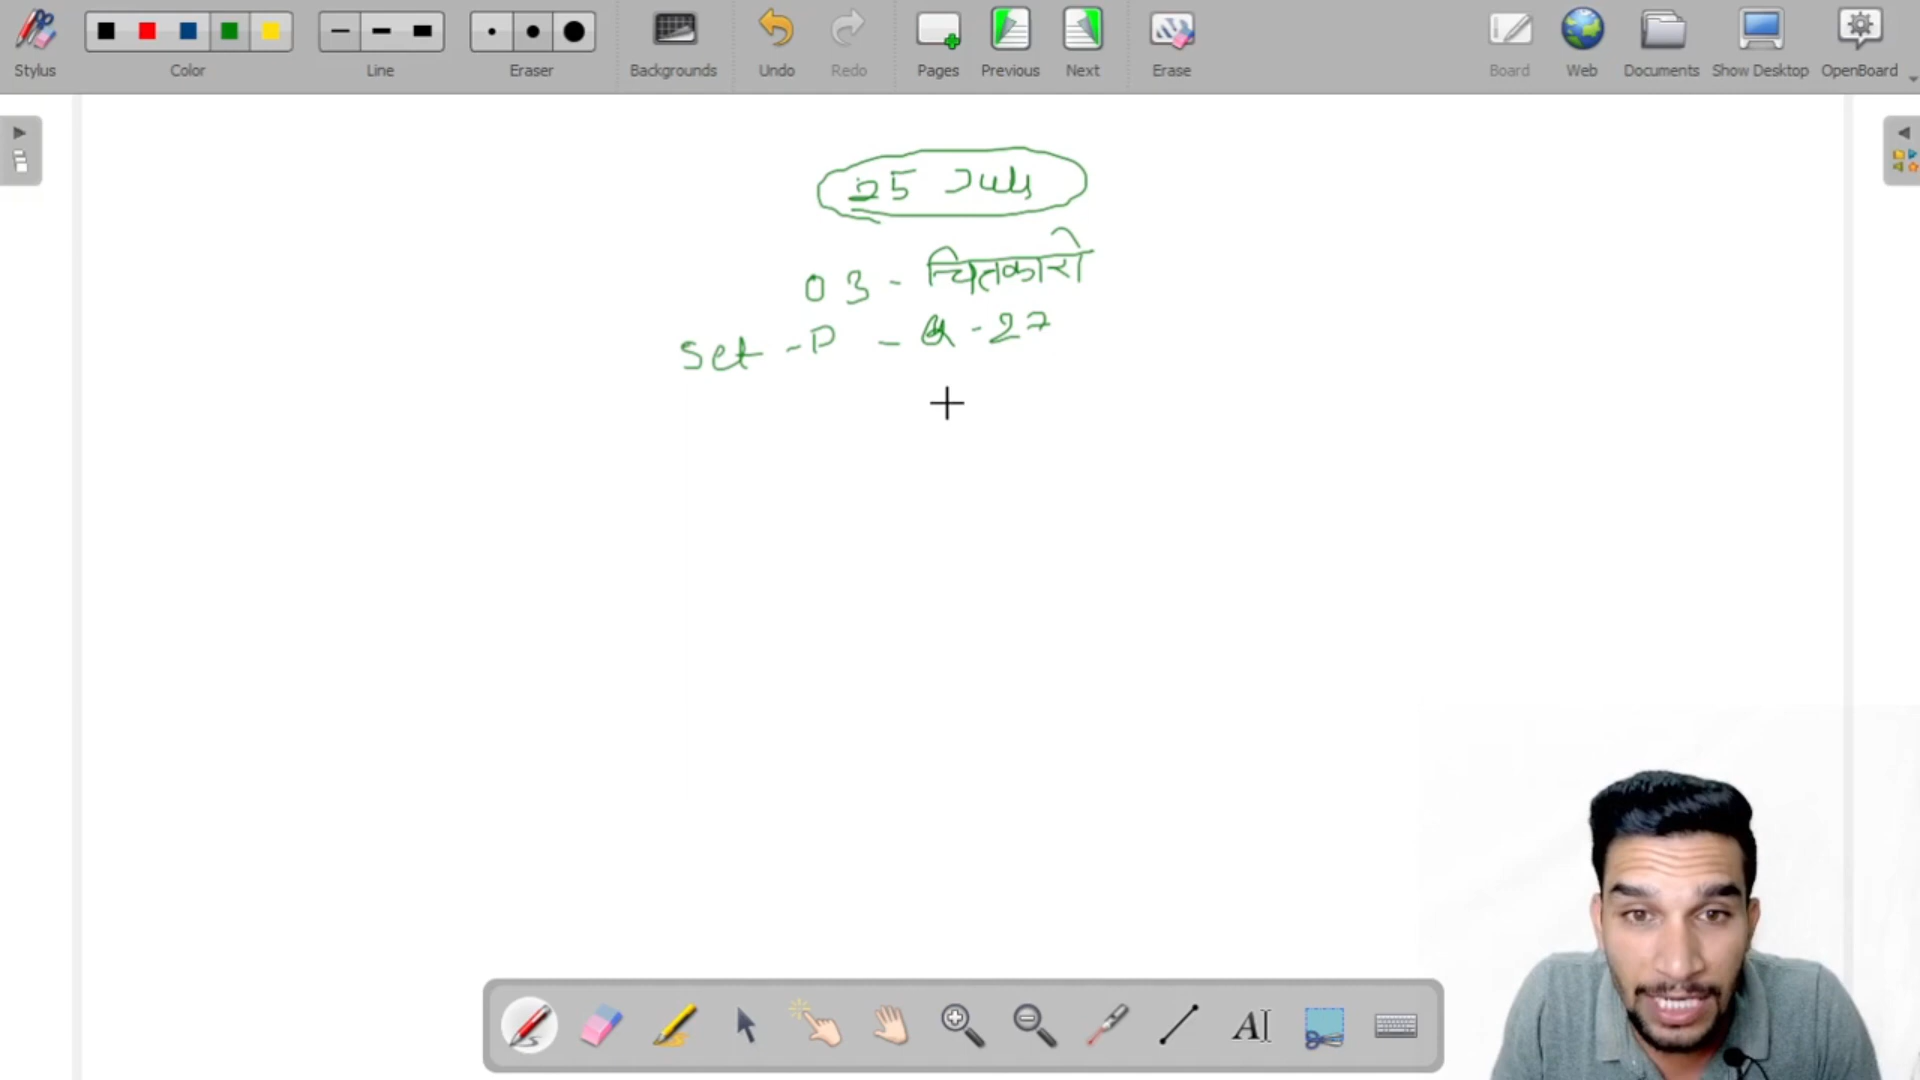 Stylus Color Line Eraser Backgrounds Undo Redo Pages Previous Next Erase Board Web Documents Show Desktop OpenBoard
25 July
03 - चित्रकारो
Set - D - Q - 27
A